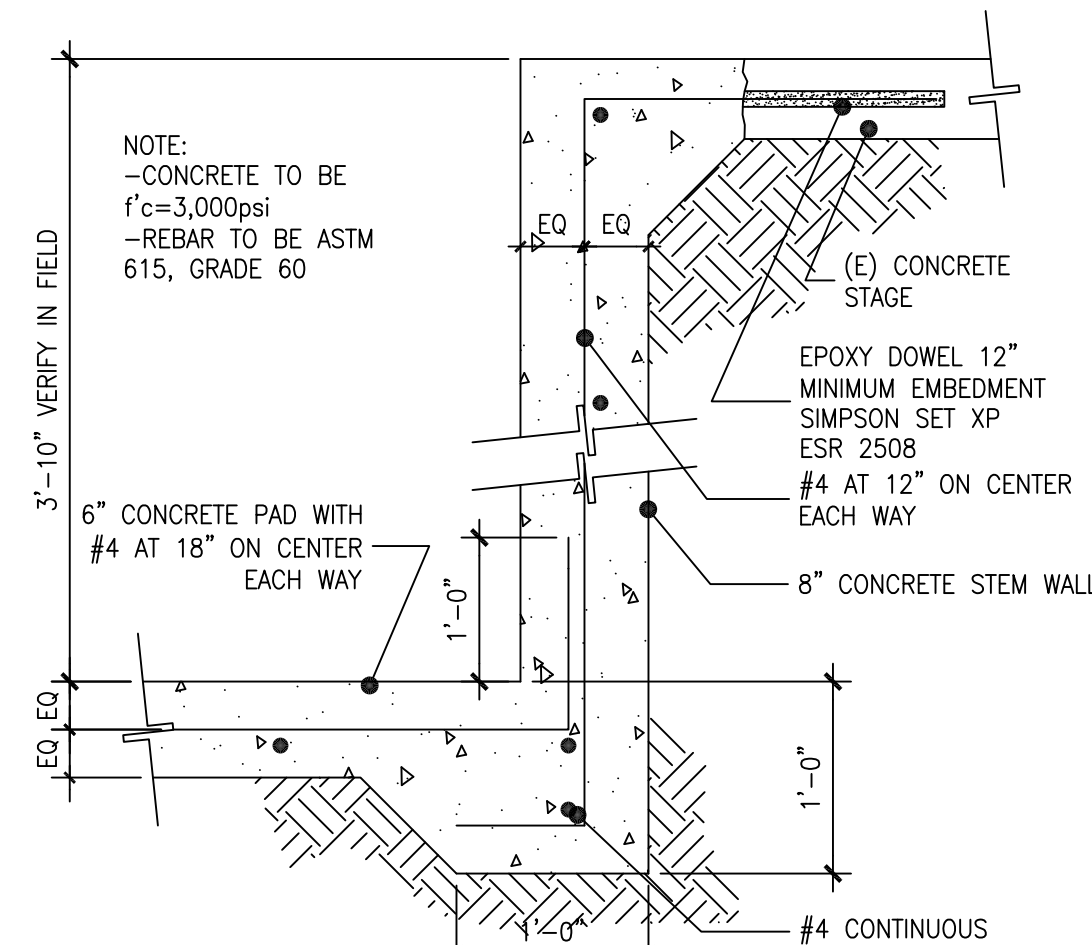 NOTE:
-CONCRETE TO BE
f'c=3,000psi
-REBAR TO BE ASTM
615, GRADE 60
3'-10" VERIFY IN FIELD
EQ
EQ
(E) CONCRETE
STAGE
EPOXY DOWEL 12"
MINIMUM EMBEDMENT
SIMPSON SET XP
ESR 2508
#4 AT 12" ON CENTER
EACH WAY
6" CONCRETE PAD WITH
#4 AT 18" ON CENTER
EACH WAY
8" CONCRETE STEM WALL
1'-0"
EQ
EQ
1'-0"
1'-0"
#4 CONTINUOUS